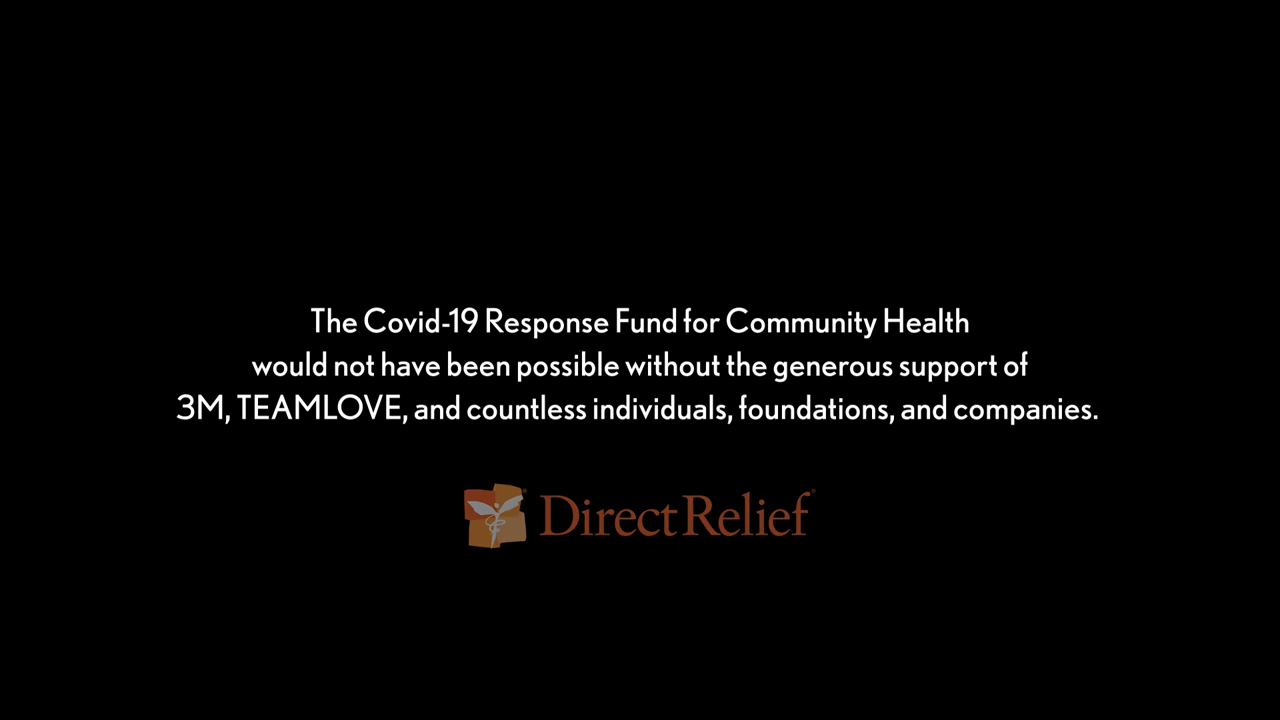 The Covid-19 Response Fund for Community Health
would not have been possible without the generous support of
3M, TEAMLOVE, and countless individuals, foundations, and companies.
DirectRelief®